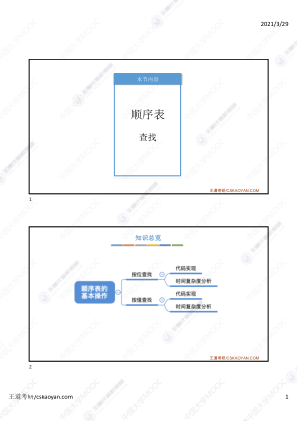 2021/3/29
本节内容
顺序表
查找
王道考研/CSKAOYAN.COM
1
知识总览
顺序表的
基本操作
按位查找
代码实现
时间复杂度分析
按值查找
代码实现
时间复杂度分析
王道考研/CSKAOYAN.COM
2
王道考研/cskaoyan.com
1